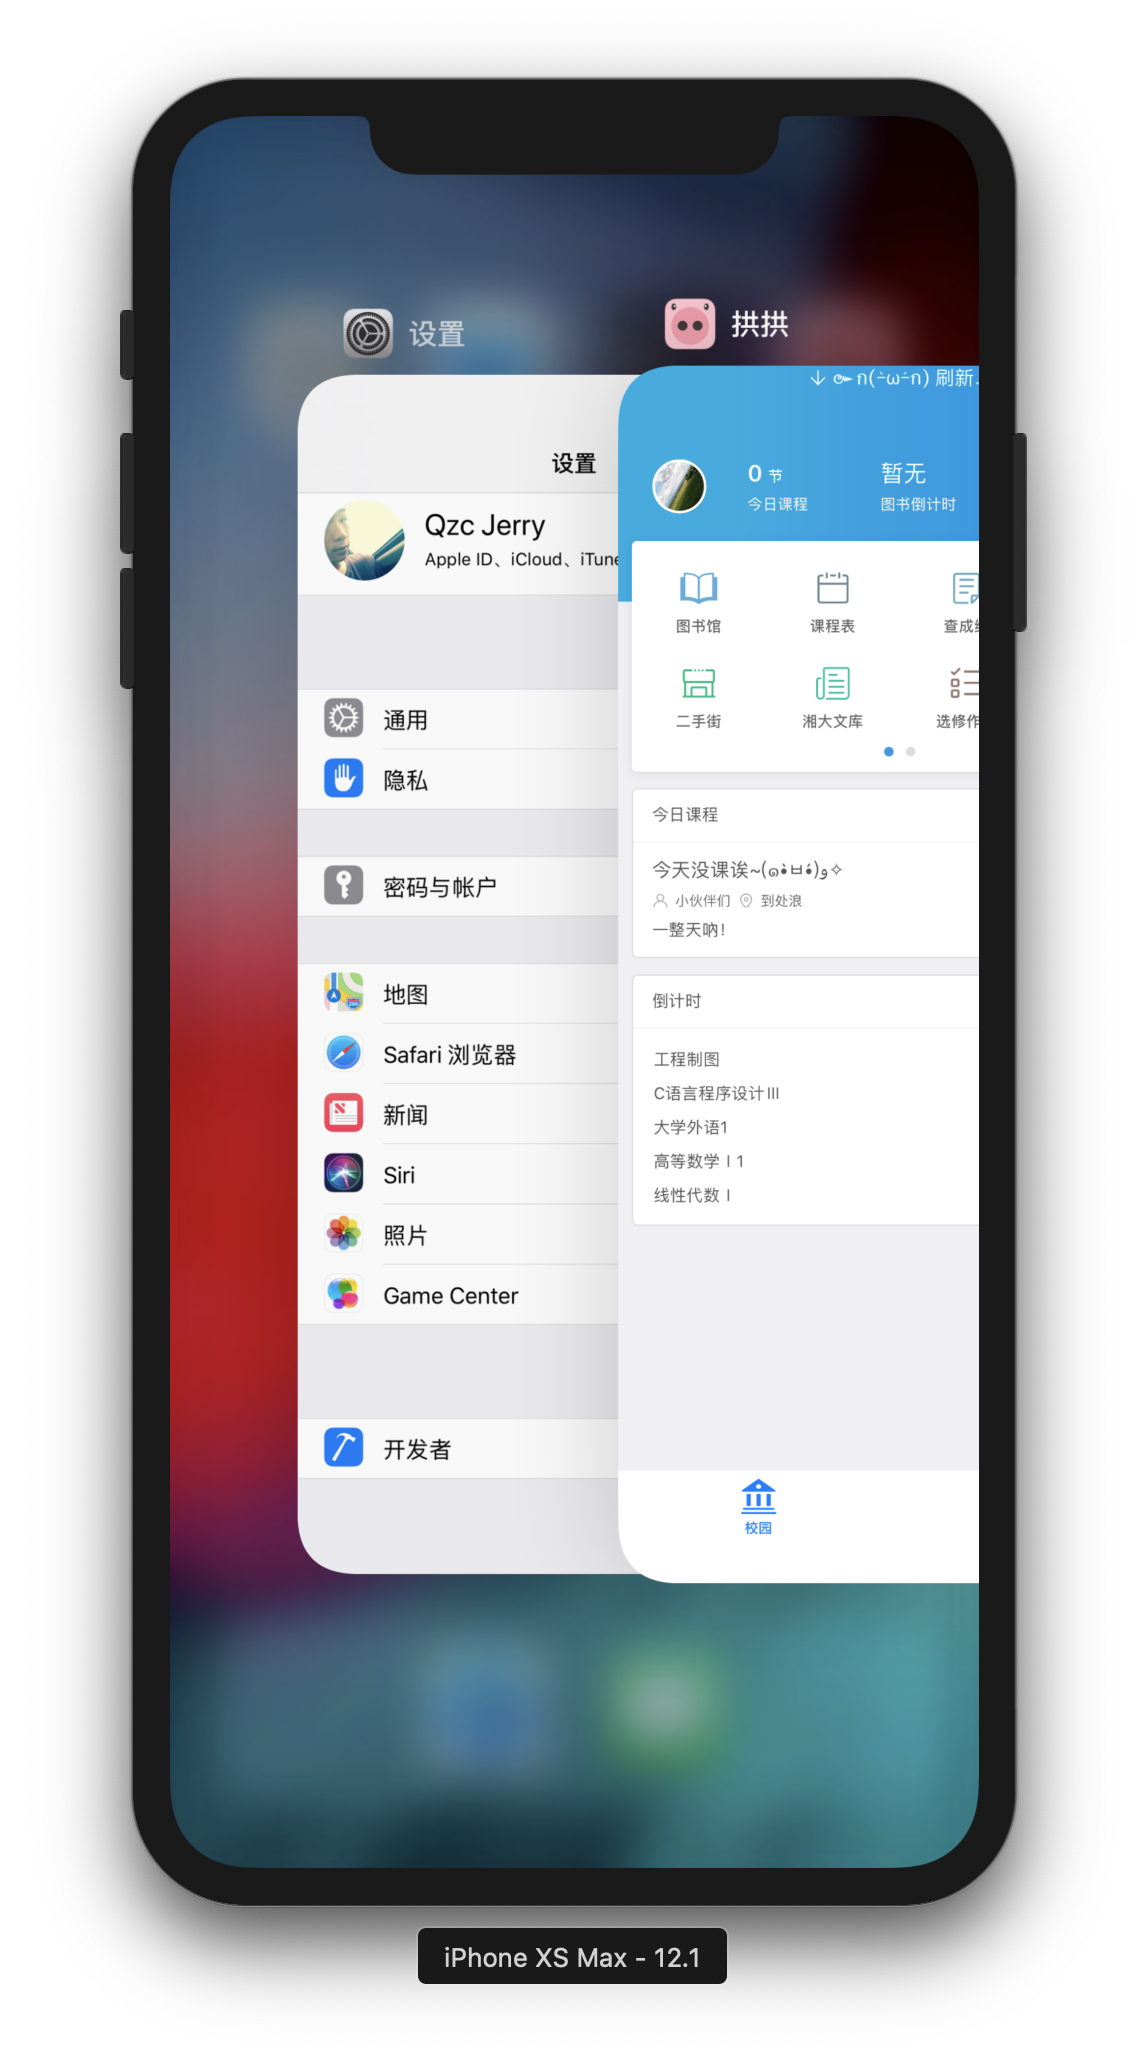 设置
拱拱
设置
Qzc Jerry
Apple ID、iCloud、iTune
通用
隐私
密码与帐户
地图
Safari 浏览器
新闻
Siri
照片
Game Center
开发者
刷新
0 节
暂无
今日课程
图书倒计时
图书馆
课程表
查成
二手街
湘大文库
选修作
今日课程
今天没课诶~(๑•̀ㅂ•́)و✧
小伙伴们
到处浪
一整天呐!
倒计时
工程制图
C语言程序设计III
大学外语1
高等数学 I 1
线性代数 I
校园
iPhone XS Max - 12.1